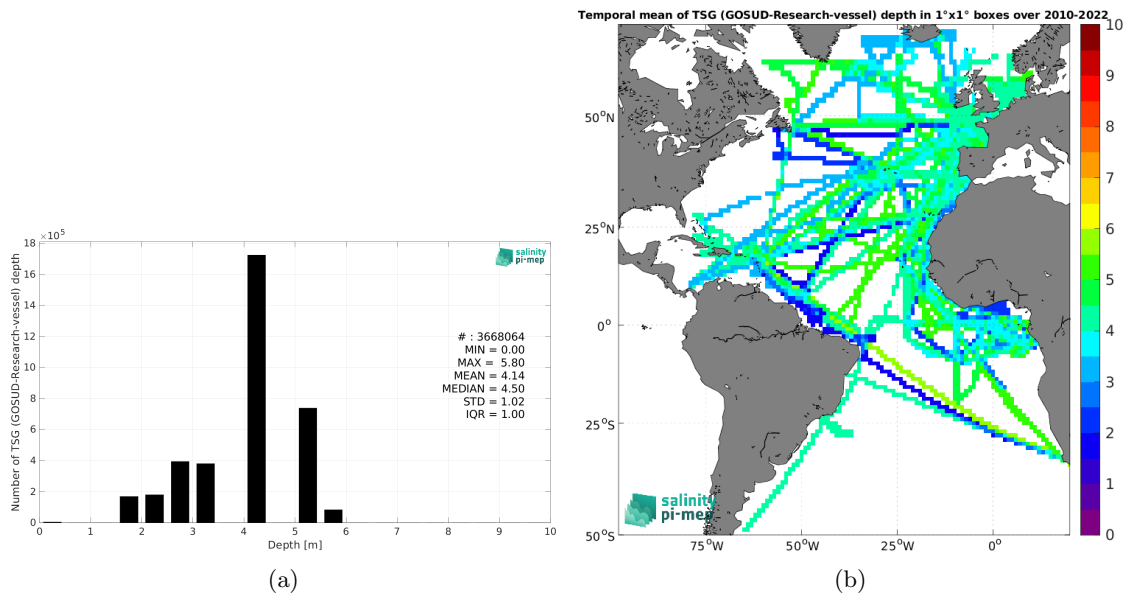 ×10⁵
18
16
14
12
10
8
6
4
2
0
Number of TSG (GOSUD-Research-vessel) depth
salinity
pi-mep
# : 3668064
MIN = 0.00
MAX = 5.80
MEAN = 4.14
MEDIAN = 4.50
STD = 1.02
IQR = 1.00
0 1 2 3 4 5 6 7 8 9 10
Depth [m]
(a)
Temporal mean of TSG (GOSUD-Research-vessel) depth in 1°x1° boxes over 2010-2022
50°N
25°N
0°
25°S
50°S
75°W 50°W 25°W 0°
salinity
pi-mep
10
9
8
7
6
5
4
3
2
1
0
(b)